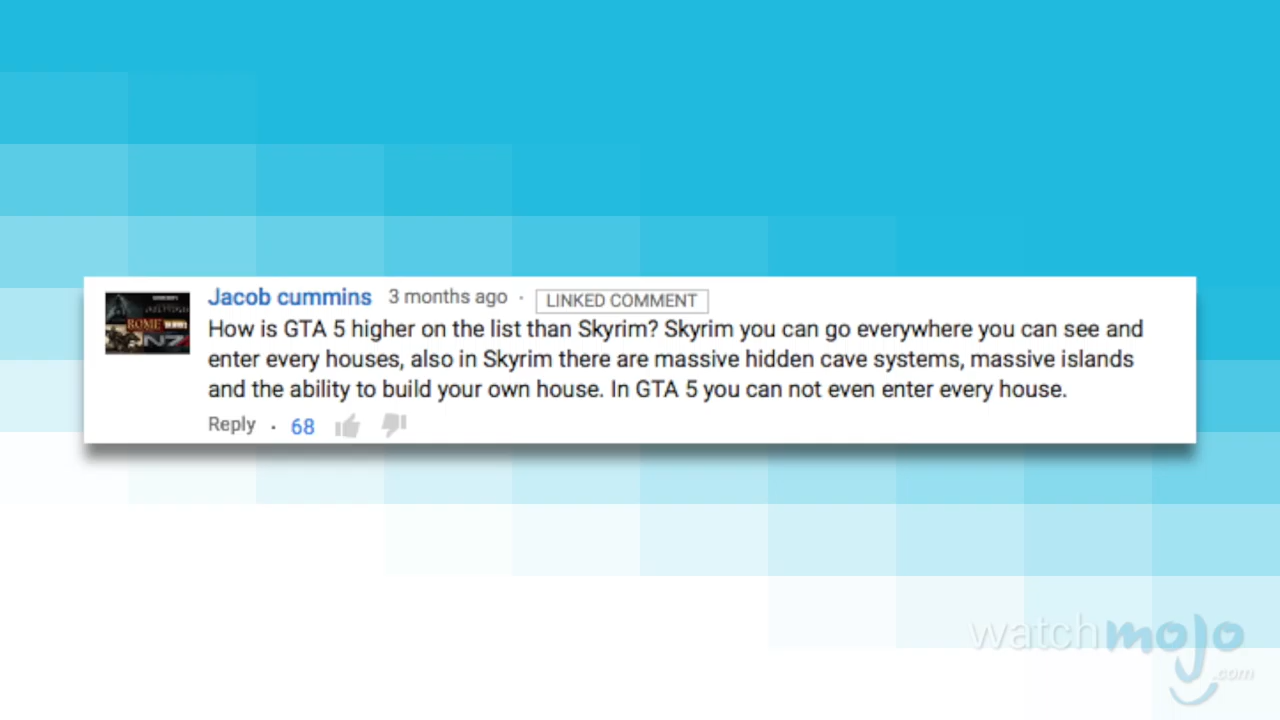 Jacob cummins 3 months ago · LINKED COMMENT
How is GTA 5 higher on the list than Skyrim? Skyrim you can go everywhere you can see and
enter every houses, also in Skyrim there are massive hidden cave systems, massive islands
and the ability to build your own house. In GTA 5 you can not even enter every house.
Reply · 68
ROME
N7
watchmojo
.com